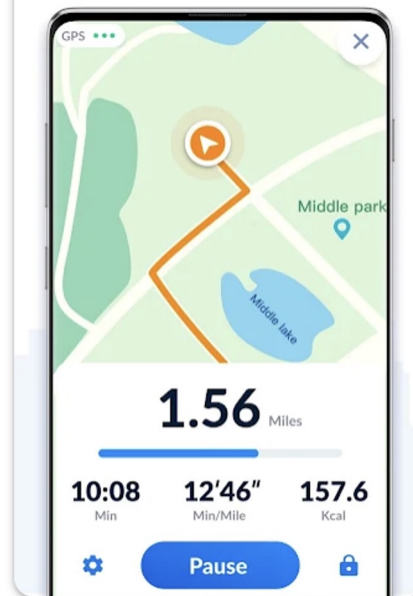 GPS
Middle park
Middle lake
1.56 Miles
10:08 12'46" 157.6
Min Min/Mile Kcal
Pause